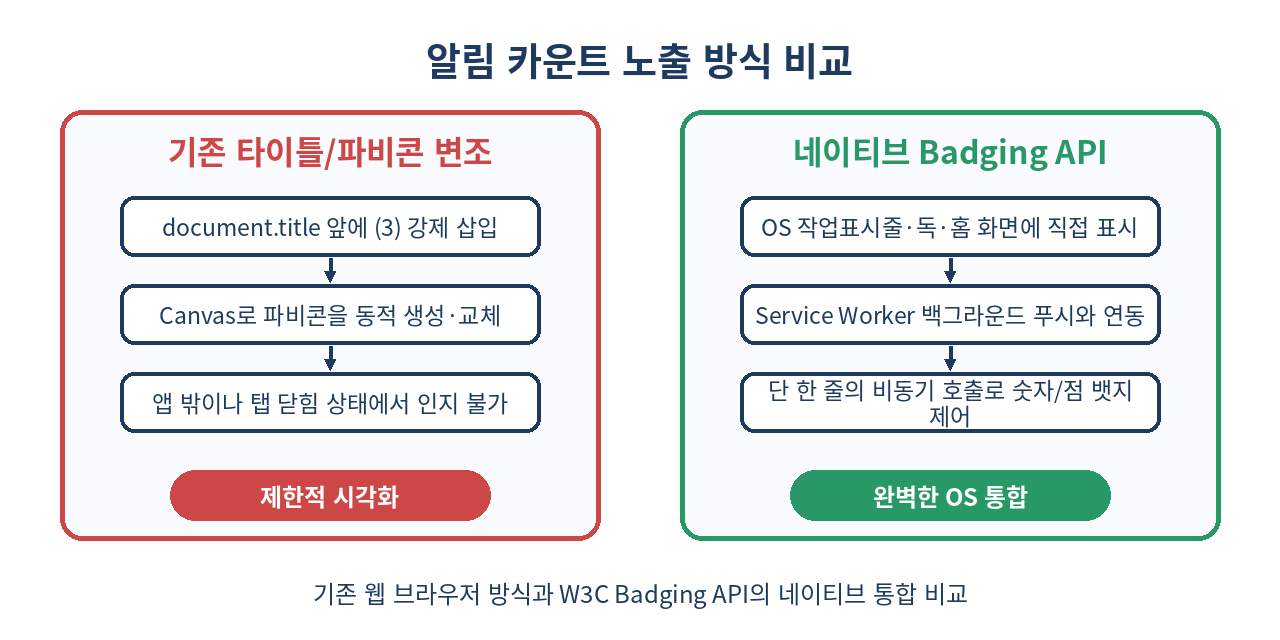 알림 카운트 노출 방식 비교
기존 타이틀/파비콘 변조
document.title 앞에 (3) 강제 삽입
Canvas로 파비콘을 동적 생성·교체
앱 밖이나 탭 닫힘 상태에서 인지 불가
제한적 시각화
네이티브 Badging API
OS 작업표시줄·독·홈 화면에 직접 표시
Service Worker 백그라운드 푸시와 연동
단 한 줄의 비동기 호출로 숫자/점 뱃지
제어
완벽한 OS 통합
기존 웹 브라우저 방식과 W3C Badging API의 네이티브 통합 비교